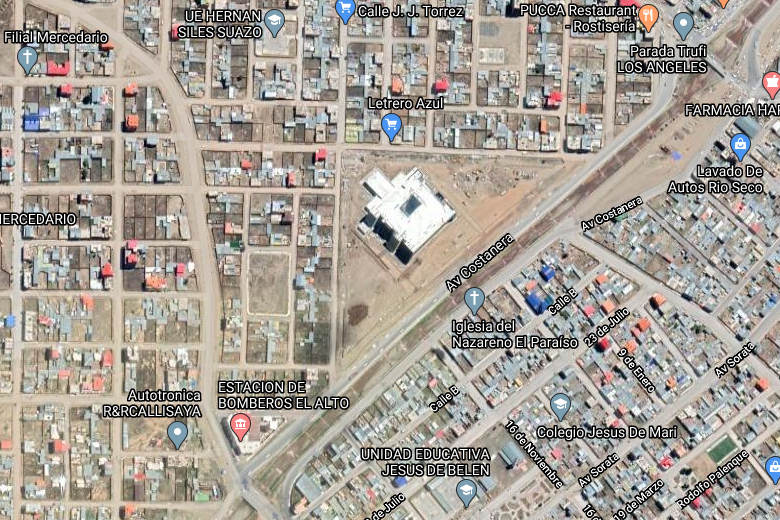 Filial Mercedario
UE HERNAN
SILES SUAZO
Calle J. J. Torrez
PUCCA Restaurant
- Rostisería
Parada Trufi
LOS ANGELES
Letrero Azul
FARMACIA HAR
Lavado De
Autos Rio Seco
MERCEDARIO
Av Costanera
Av Costanera
Iglesia del
Nazareno El Paraíso
Calle B
23 de Julio
9 de Enero
Av Sorata
Autotronica
R&RCALLISAYA
ESTACION DE
BOMBEROS EL ALTO
Calle B
16 de Noviembre
Colegio Jesus De Mari
UNIDAD EDUCATIVA
JESUS DE BELEN
Av Sorata
Rodolfo Palenque
19 de Marzo
de Julio